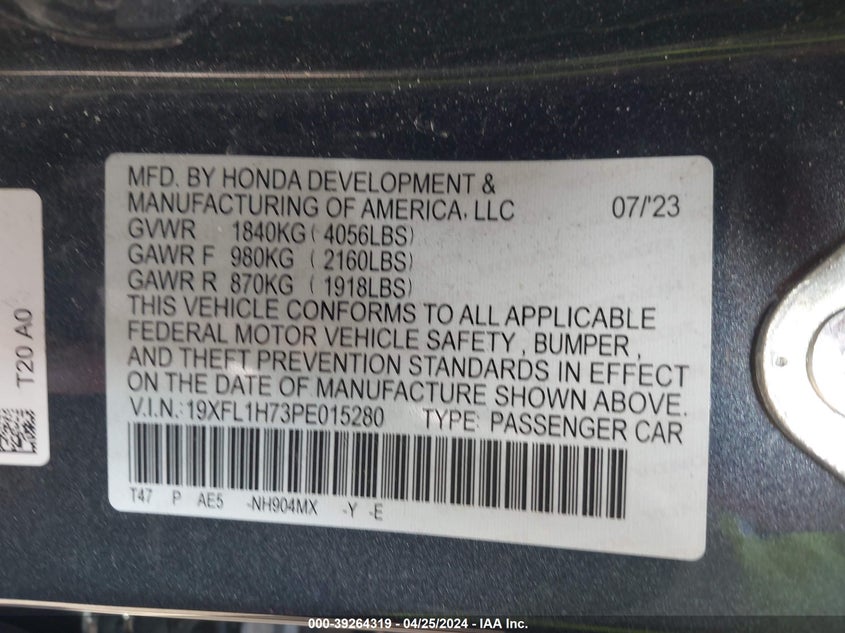 MFD. BY HONDA DEVELOPMENT &
MANUFACTURING OF AMERICA, LLC 07/'23
GVWR 1840KG ( 4056LBS)
GAWR F 980KG ( 2160LBS)
GAWR R 870KG ( 1918LBS)
THIS VEHICLE CONFORMS TO ALL APPLICABLE
FEDERAL MOTOR VEHICLE SAFETY , BUMPER ,
AND THEFT PREVENTION STANDARDS IN EFFECT
ON THE DATE OF MANUFACTURE SHOWN ABOVE.
V.I.N.: 19XFL1H73PE015280 TYPE: PASSENGER CAR
T47 P AE5 -NH904MX -Y -E
T20 A0
000-39264319 - 04/25/2024 - IAA Inc.